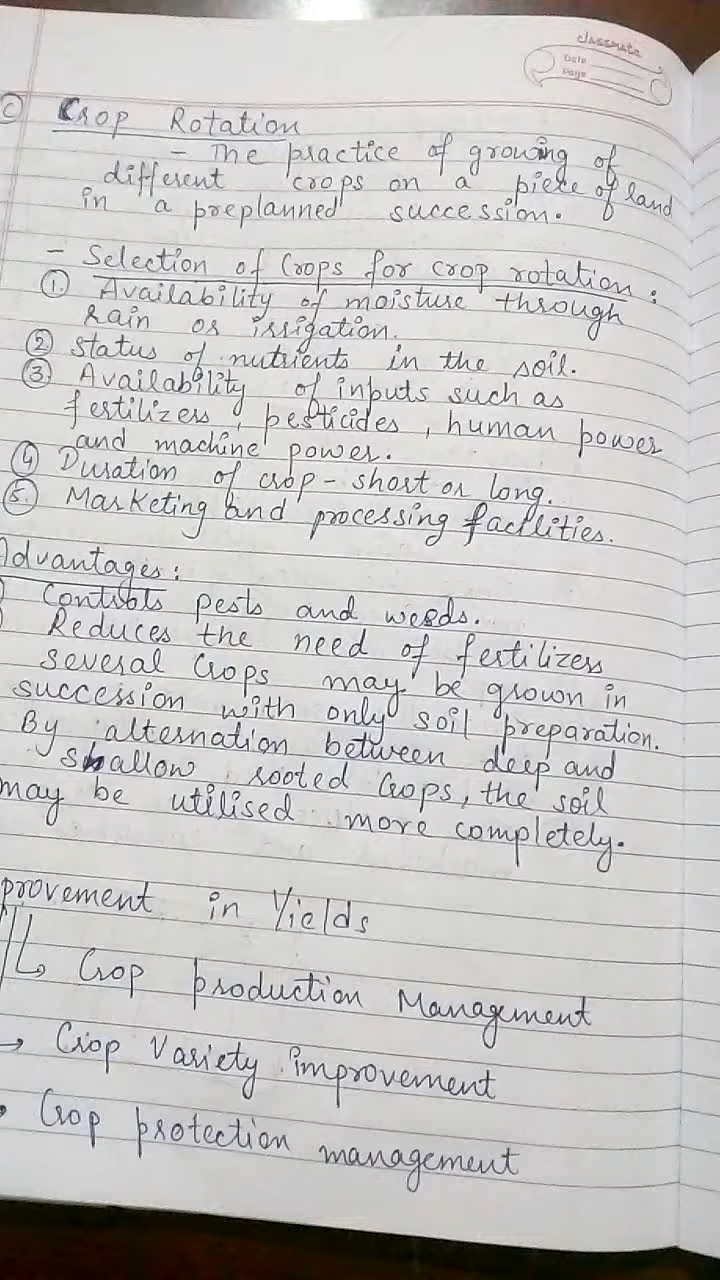 classmate
Date
Page
C Crop Rotation
- The practice of growing of
different crops on a piece of land
in a preplanned succession.
- Selection of Crops for crop rotation:
1. Availability of moisture through
rain or irrigation.
2 Status of nutrients in the soil.
3 Availability of inputs such as
fertilizers, pesticides, human power
and machine power.
4 Duration of crop - short or long.
5. Marketing and processing facilities.
Advantages:
Controls pests and weeds.
Reduces the need of fertilizers
several crops may be grown in
succession with only soil preparation.
By alternation between deep and
shallow rooted crops, the soil
may be utilised more completely.
provement in Yields
↳ Crop production Management
→ Crop Variety improvement
Crop protection management